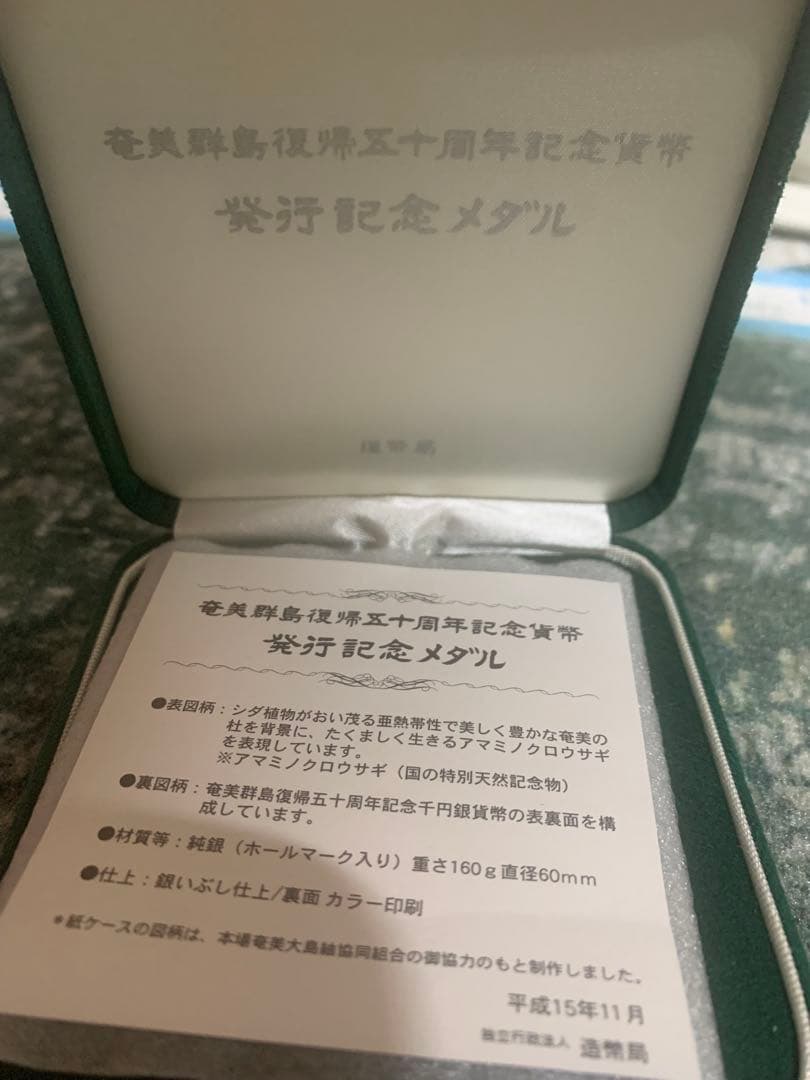 奄美群島復帰五十周年記念貨幣
発行記念メダル
造幣局
奄美群島復帰五十周年記念貨幣
発行記念メダル
●表図柄：シダ植物がおい茂る亜熱帯性で美しく豊かな奄美の
杜を背景に、たくましく生きるアマミノクロウサギ
を表現しています。
※アマミノクロウサギ（国の特別天然記念物）
●裏図柄：奄美群島復帰五十周年記念千円銀貨幣の表裏面を構
成しています。
●材質等：純銀（ホールマーク入り）重さ160ｇ直径60mm
●仕上：銀いぶし仕上/裏面 カラー印刷
＊紙ケースの図柄は、本場奄美大島紬協同組合の御協力のもと制作しました。
平成15年11月
独立行政法人 造幣局